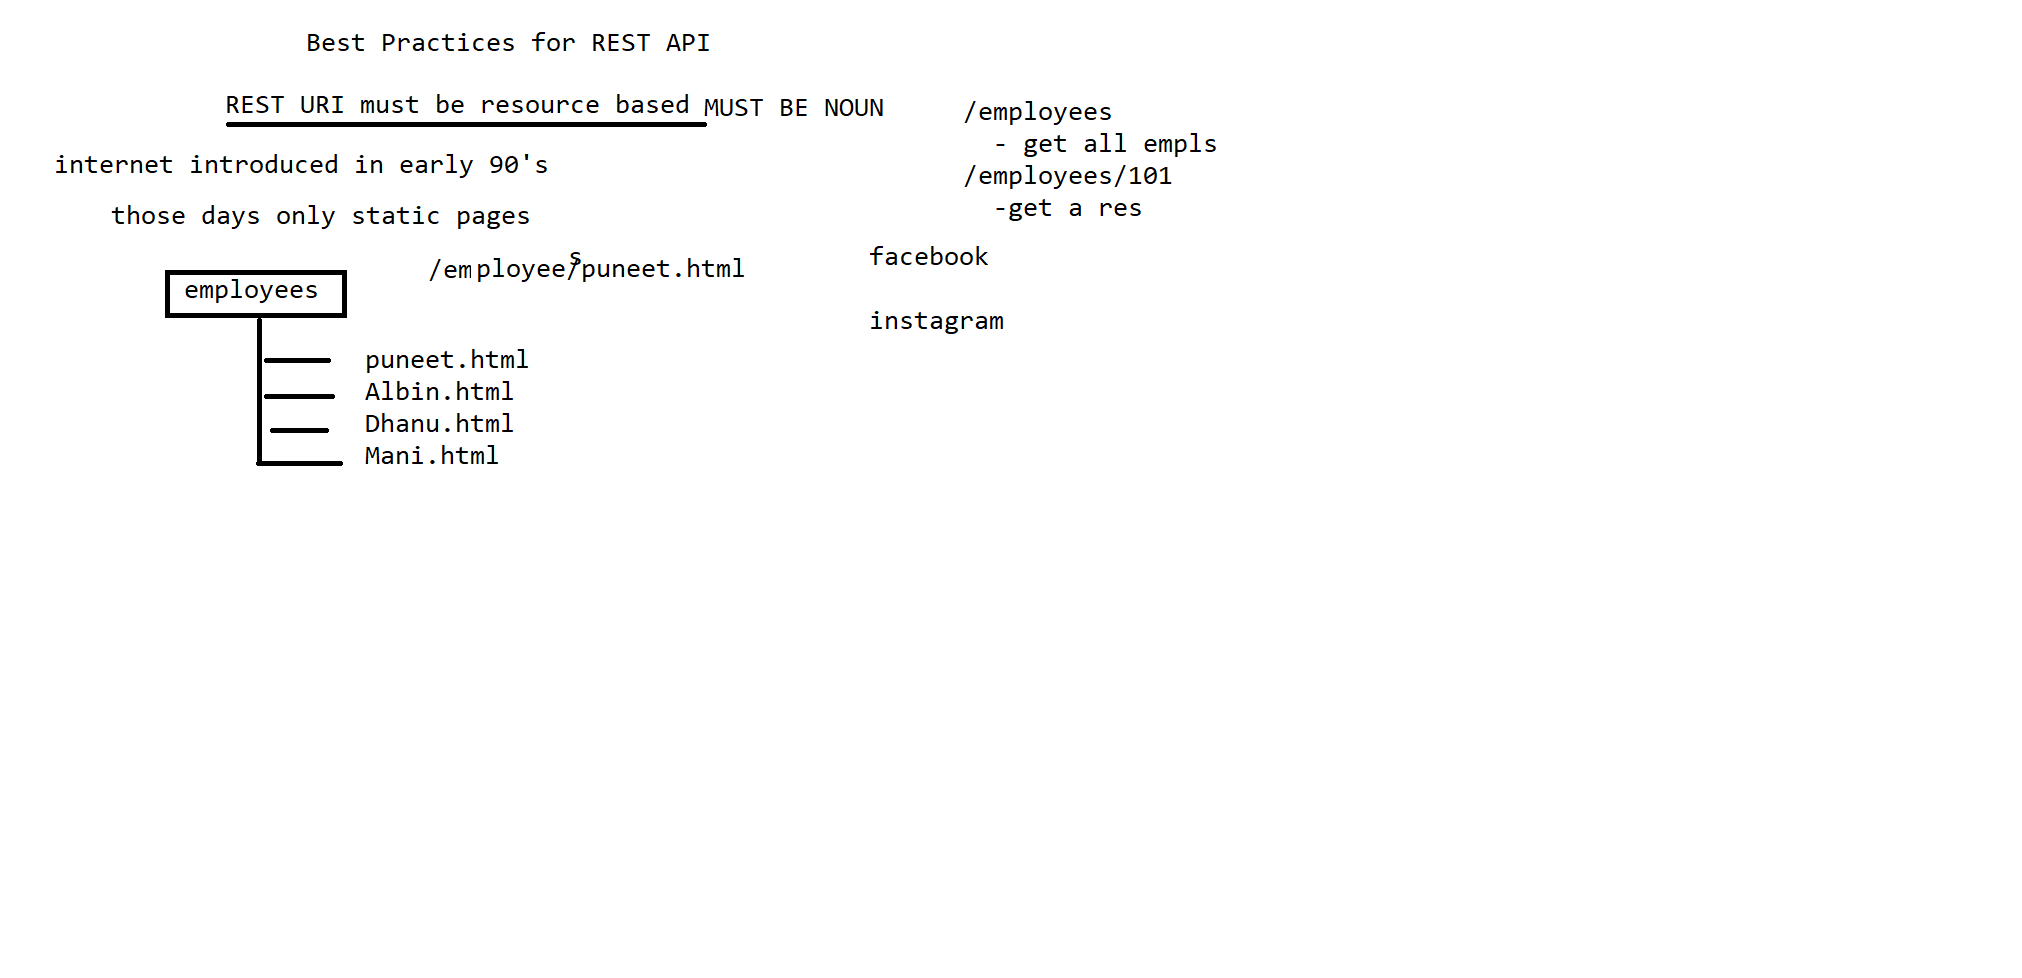 Best Practices for REST API
REST URI must be resource based MUST BE NOUN
/employees
- get all empls
/employees/101
-get a res
internet introduced in early 90's
those days only static pages
/employees/puneet.html
facebook
instagram
employees
puneet.html
Albin.html
Dhanu.html
Mani.html